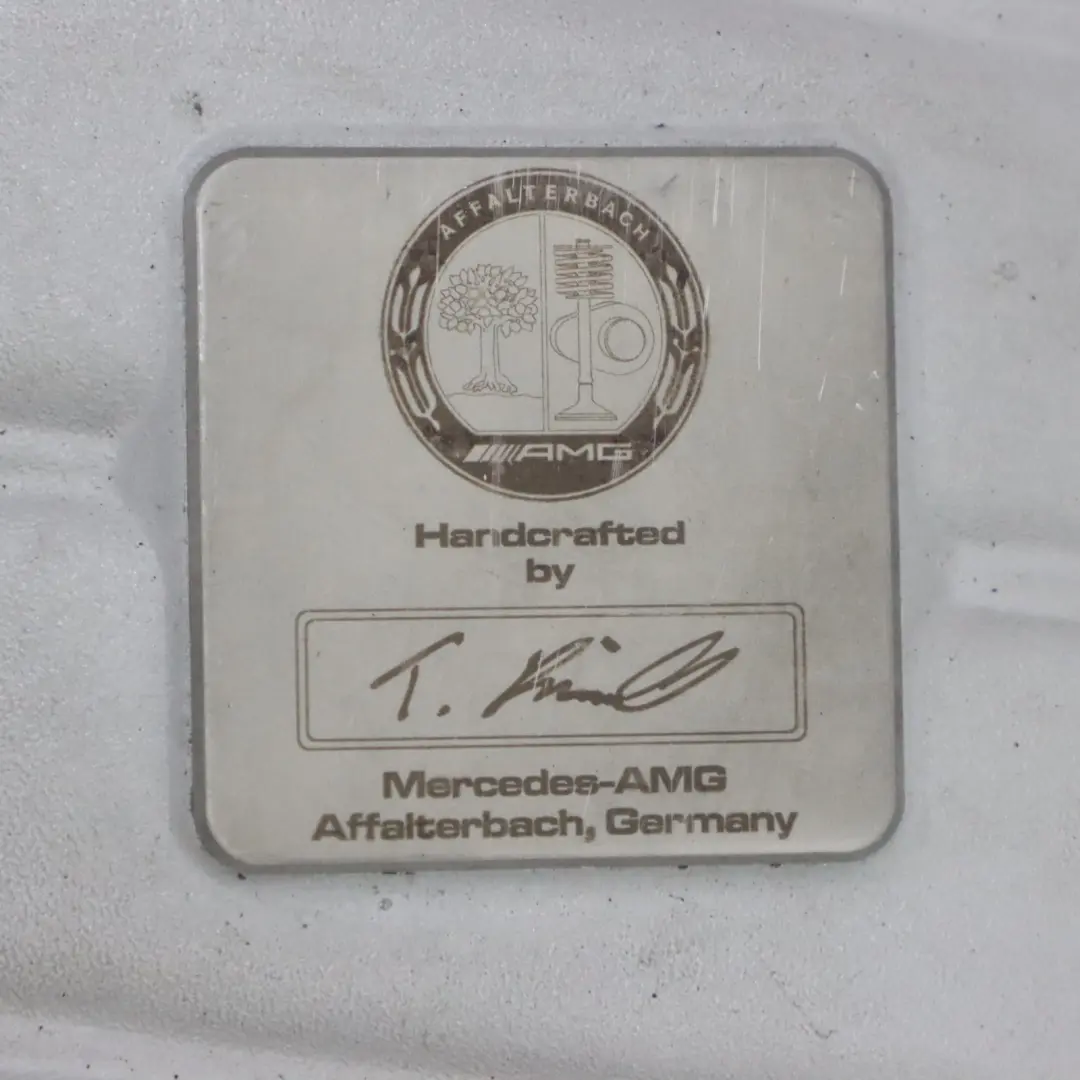 AFFALTERBACH
AMG
Handcrafted
by
T.
Mercedes-AMG
Affalterbach, Germany